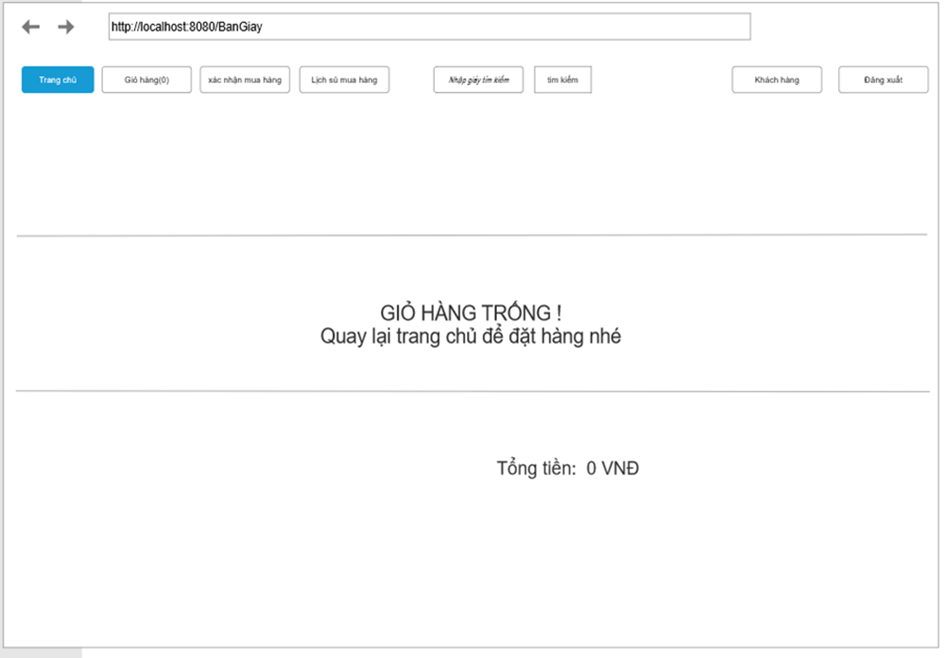 http://localhost:8080/BanGiay
Trang chủ Giỏ hàng(0) xác nhận mua hàng Lịch sử mua hàng Nhập giày tìm kiếm tìm kiếm Khách hàng Đăng xuất
GIỎ HÀNG TRỐNG !
Quay lại trang chủ để đặt hàng nhé
Tổng tiền: 0 VNĐ